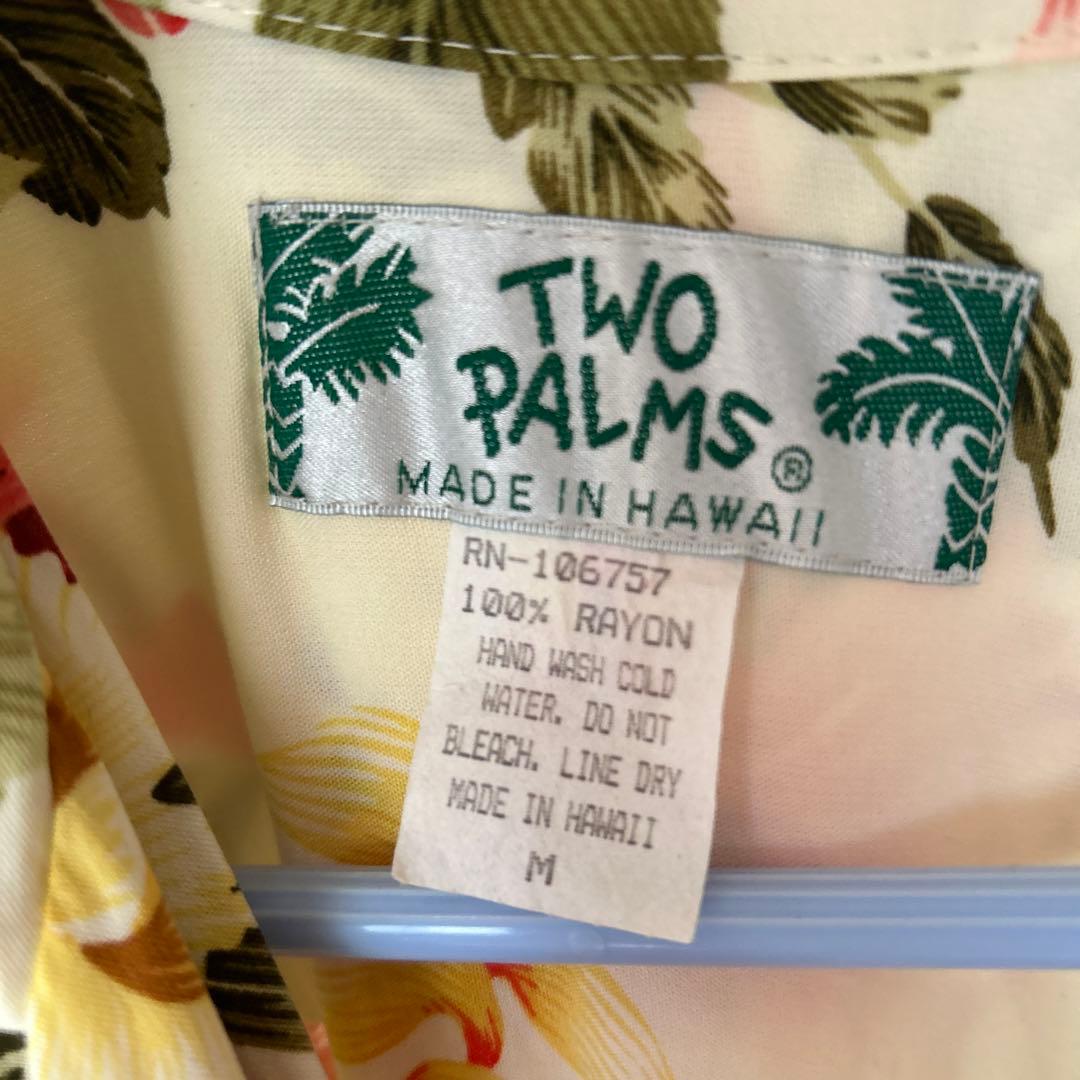 TWO
PALMS®
MADE IN HAWAII
RN-106757
100% RAYON
HAND WASH COLD
WATER. DO NOT
BLEACH. LINE DRY
MADE IN HAWAII
M